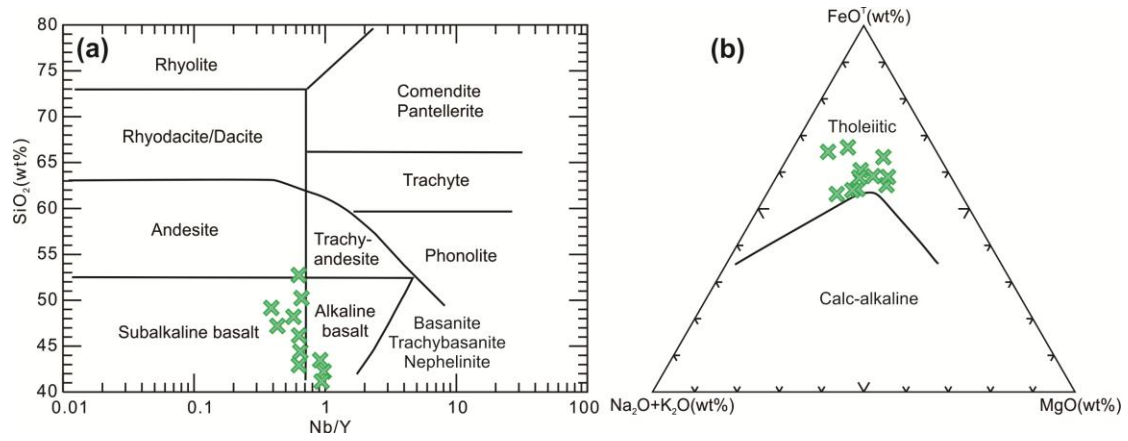 (a)
80
75
70
65
60
55
50
45
40
SiO₂(wt%)
Rhyolite
Comendite
Pantellerite
Rhyodacite/Dacite
Trachyte
Andesite
Trachy-
andesite
Phonolite
Subalkaline basalt
Alkaline
basalt
Basanite
Trachybasanite
Nephelinite
0.01
0.1
1
10
100
Nb/Y
(b)
FeOᵀ(wt%)
Tholeiitic
Calc-alkaline
Na₂O+K₂O(wt%)
MgO(wt%)